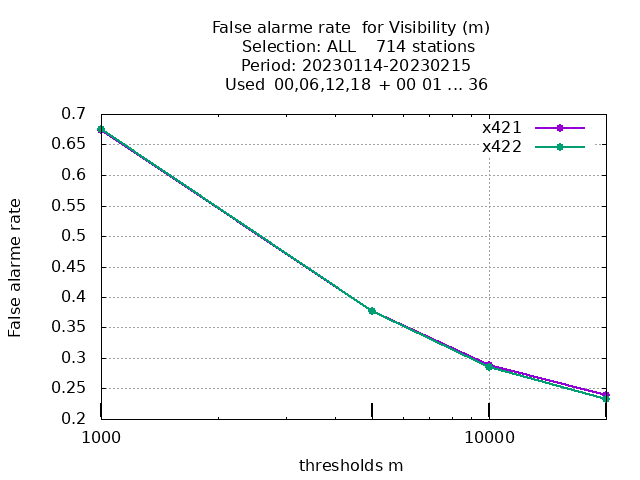 False alarme rate  for Visibility (m)
Selection: ALL    714 stations
Period: 20230114-20230215
Used  00,06,12,18 + 00 01 ... 36
0.7
0.65
0.6
0.55
0.5
0.45
0.4
0.35
0.3
0.25
0.2
False alarme rate
x421
x422
1000
10000
thresholds m